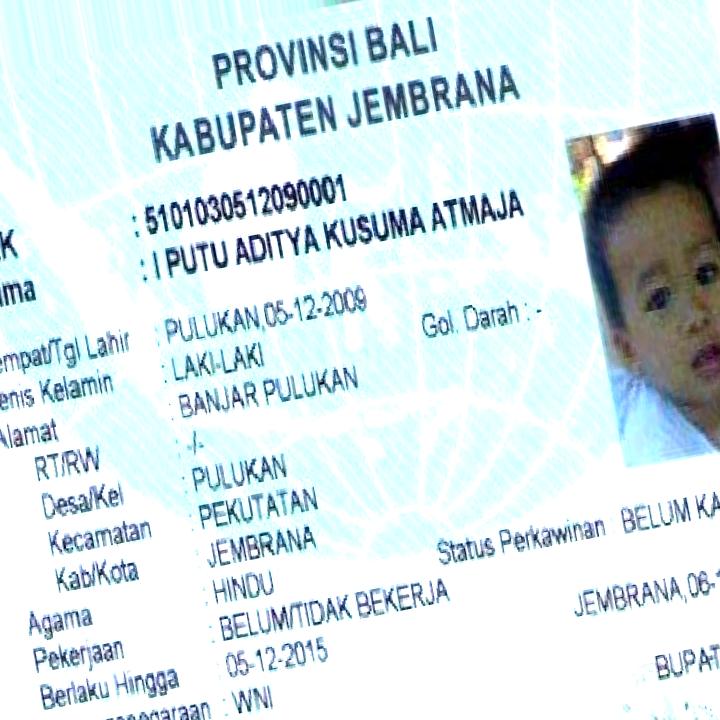 PROVINSI BALI
KABUPATEN JEMBRANA
K : 5101030512090001
ma : I PUTU ADITYA KUSUMA ATMAJA
empat/Tgl Lahir : PULUKAN,05-12-2009
enis Kelamin : LAKI-LAKI Gol. Darah : -
Alamat : BANJAR PULUKAN
RT/RW : -/-
Desa/Kel : PULUKAN
Kecamatan : PEKUTATAN
Kab/Kota : JEMBRANA
Agama : HINDU Status Perkawinan BELUM KA
Pekerjaan : BELUM/TIDAK BEKERJA
Berlaku Hingga : 05-12-2015 JEMBRANA, 06-
negaraan : WNI BUPAT